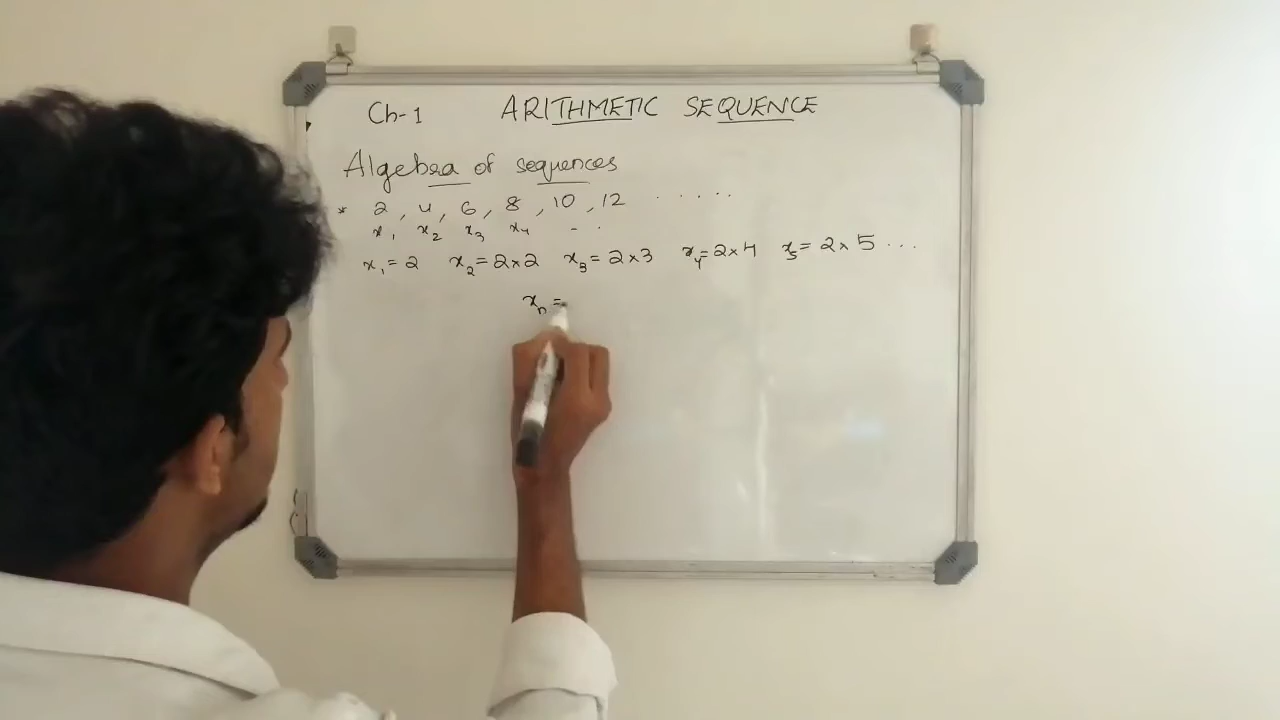 Ch-1 ARITHMETIC SEQUENCE
Algebra of sequences
* 2, 4, 6, 8, 10, 12 . . . . .
x₁ x₂ x₃ x₄ - .
x₁ = 2 x₂ = 2×2 x₃ = 2×3 x₄ = 2×4 x₅ = 2×5 ...
xₙ =